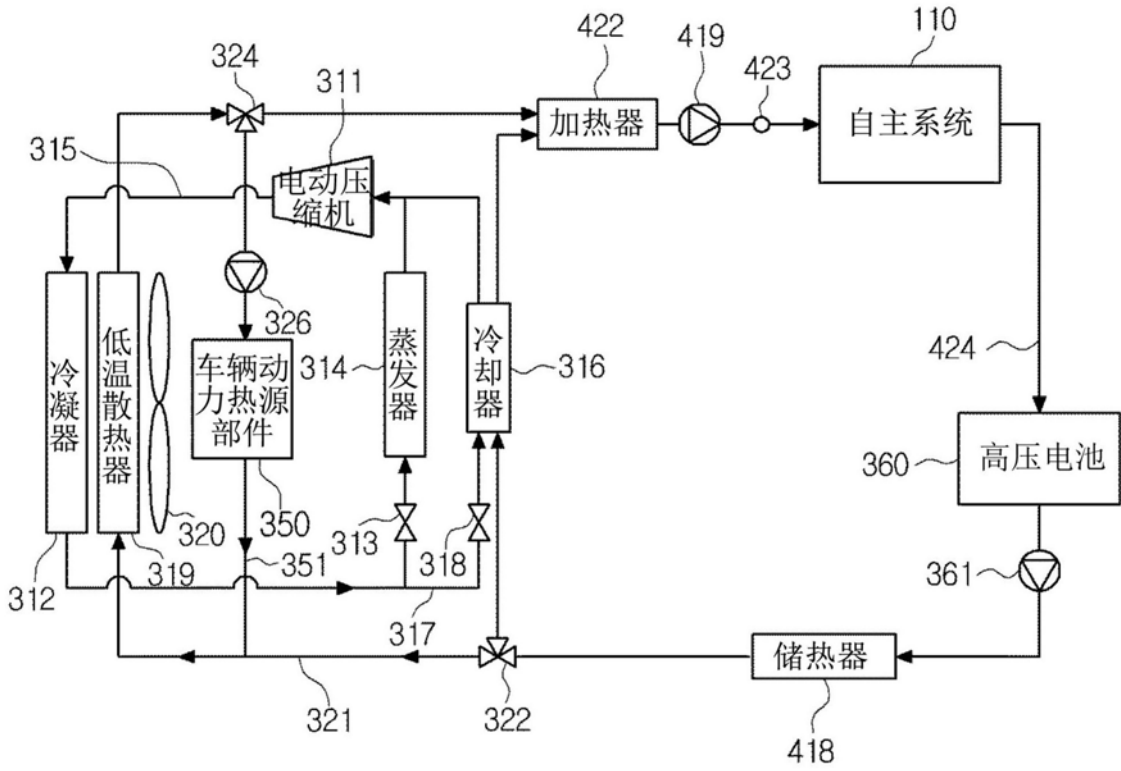 422
419
423
110
324
311
加热器
自主系统
315
电动压
缩机
326
冷凝器
低温散热器
车辆动
力热源
部件
314
蒸发器
冷却器
316
424
360
高压电池
350
320
313
318
351
312
319
317
361
储热器
321
322
418